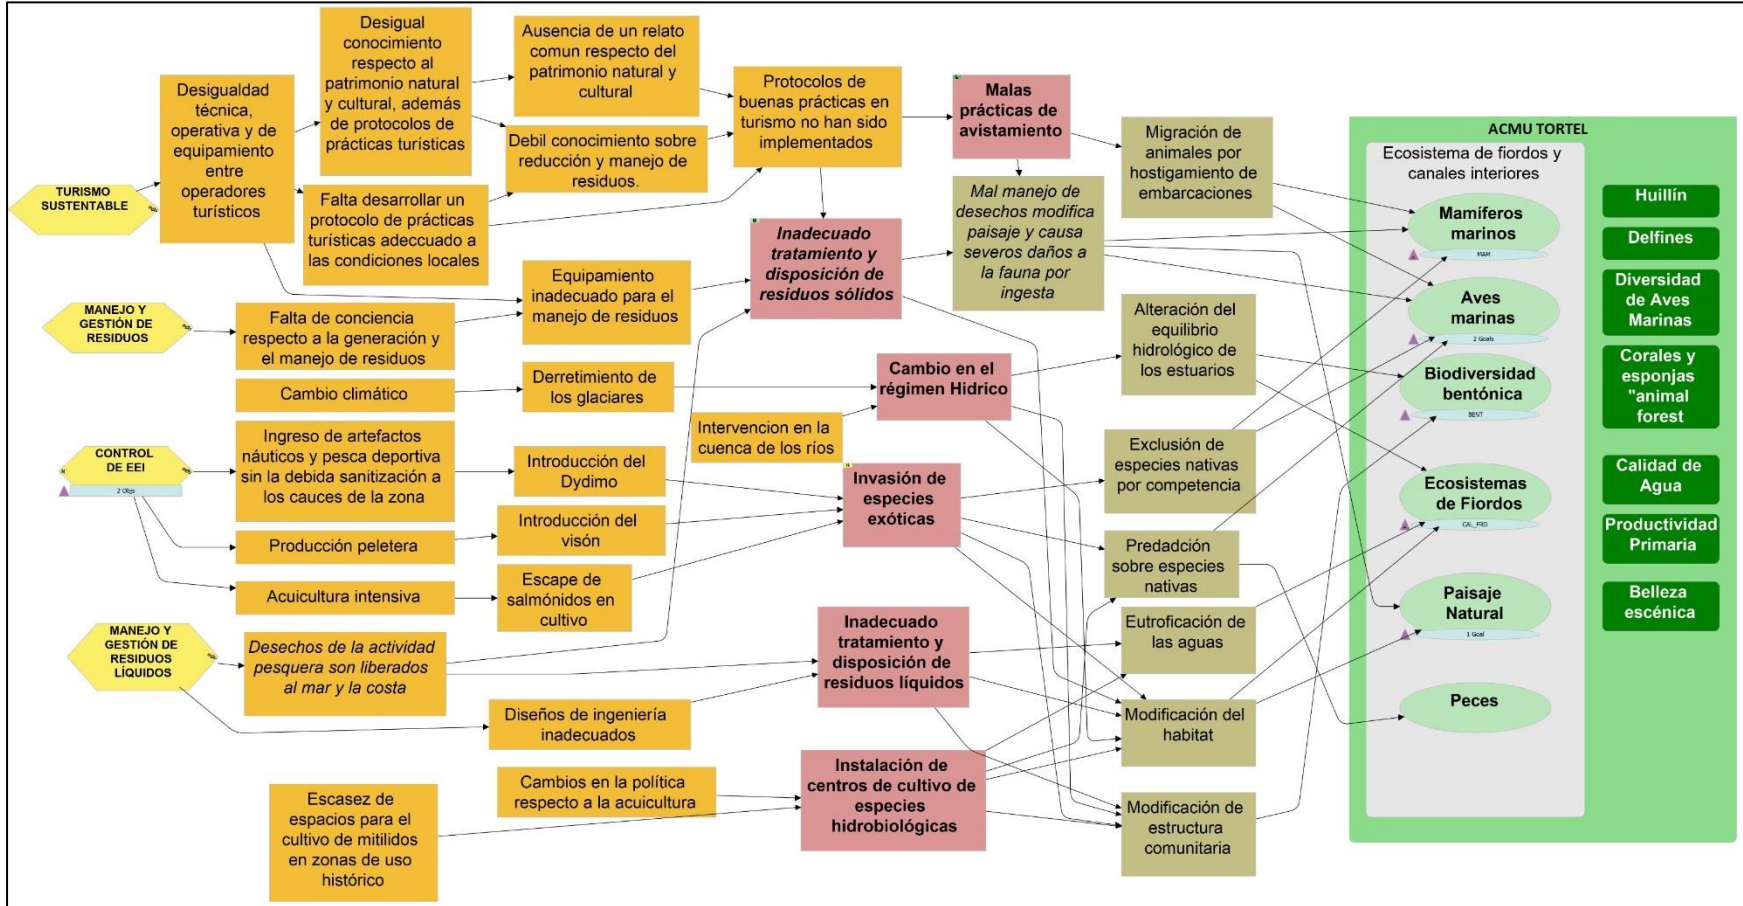 TURISMO
SUSTENTABLE
MANEJO Y
GESTIÓN DE
RESIDUOS
CONTROL
DE EEI
2 Objs
MANEJO Y
GESTIÓN DE
RESIDUOS
LÍQUIDOS
Desigualdad
técnica,
operativa y de
equipamiento
entre
operadores
turísticos
Desigual
conocimiento
respecto al
patrimonio natural
y cultural, además
de protocolos de
prácticas turísticas
Falta desarrollar un
protocolo de prácticas
turísticas adeccuado a
las condiciones locales
Ausencia de un relato
comun respecto del
patrimonio natural y
cultural
Debil conocimiento sobre
reducción y manejo de
residuos.
Protocolos de
buenas prácticas en
turismo no han sido
implementados
Falta de conciencia
respecto a la generación y
el manejo de residuos
Equipamiento
inadecuado para el
manejo de residuos
Cambio climático
Derretimiento de
los glaciares
Intervencion en la
cuenca de los ríos
Ingreso de artefactos
náuticos y pesca deportiva
sin la debida sanitización a
los cauces de la zona
Introducción del
Dydimo
Producción peletera
Introducción del
visón
Acuicultura intensiva
Escape de
salmónidos en
cultivo
Desechos de la actividad
pesquera son liberados
al mar y la costa
Diseños de ingeniería
inadecuados
Cambios en la política
respecto a la acuicultura
Escasez de
espacios para el
cultivo de mitilidos
en zonas de uso
histórico
Malas
prácticas de
avistamiento
Inadecuado
tratamiento y
disposición de
residuos sólidos
Cambio en el
régimen Hidrico
Invasión de
especies
exóticas
Inadecuado
tratamiento y
disposición de
residuos líquidos
Instalación de
centros de cultivo de
especies
hidrobiológicas
Migración de
animales por
hostigamiento de
embarcaciones
Mal manejo de
desechos modifica
paisaje y causa
severos daños a
la fauna por
ingesta
Alteración del
equilibrio
hidrológico de
los estuarios
Exclusión de
especies nativas
por competencia
Predadción
sobre especies
nativas
Eutroficación de
las aguas
Modificación del
habitat
Modificación de
estructura
comunitaria
ACMU TORTEL
Ecosistema de fiordos y
canales interiores
Mamíferos
marinos
MAM
Aves
marinas
2 Goals
Biodiversidad
bentónica
BENT
Ecosistemas
de Fiordos
CAL_FRD
Paisaje
Natural
1 Goal
Peces
Huillín
Delfines
Diversidad
de Aves
Marinas
Corales y
esponjas
"animal
forest
Calidad de
Agua
Productividad
Primaria
Belleza
escénica